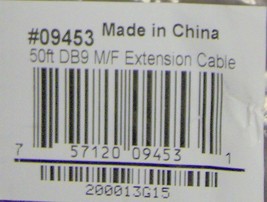 #09453 Made in China
50ft DB9 M/F Extension Cable
7 57120 09453 1
200013G15